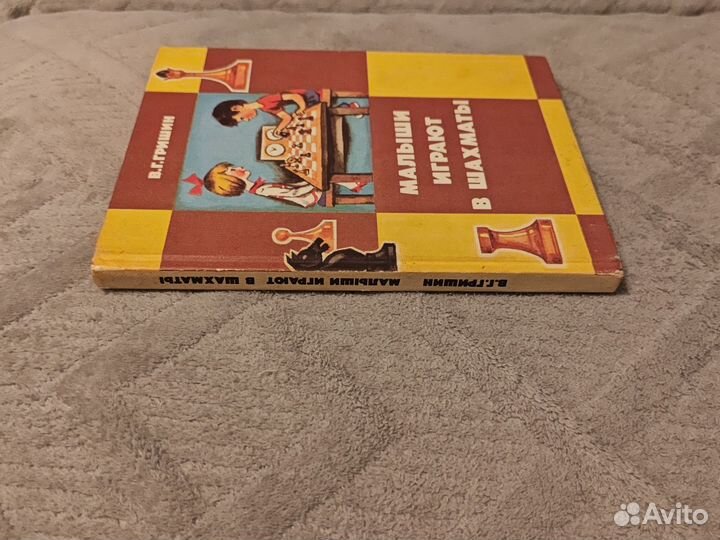 В.Г.ГРИШИН
МАЛЫШИ
ИГРАЮТ
В ШАХМАТЫ
В.Г.ГРИШИН МАЛЫШИ ИГРАЮТ В ШАХМАТЫ
Avito